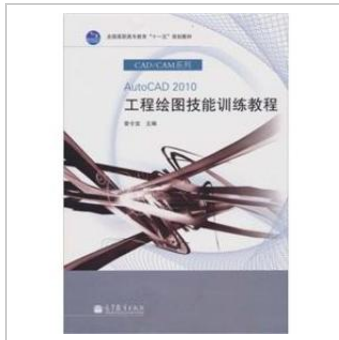 全国高职高专教育“十一五”规划教材
CAD/CAM系列
AutoCAD 2010
工程绘图技能训练教程
主编
高等教育出版社